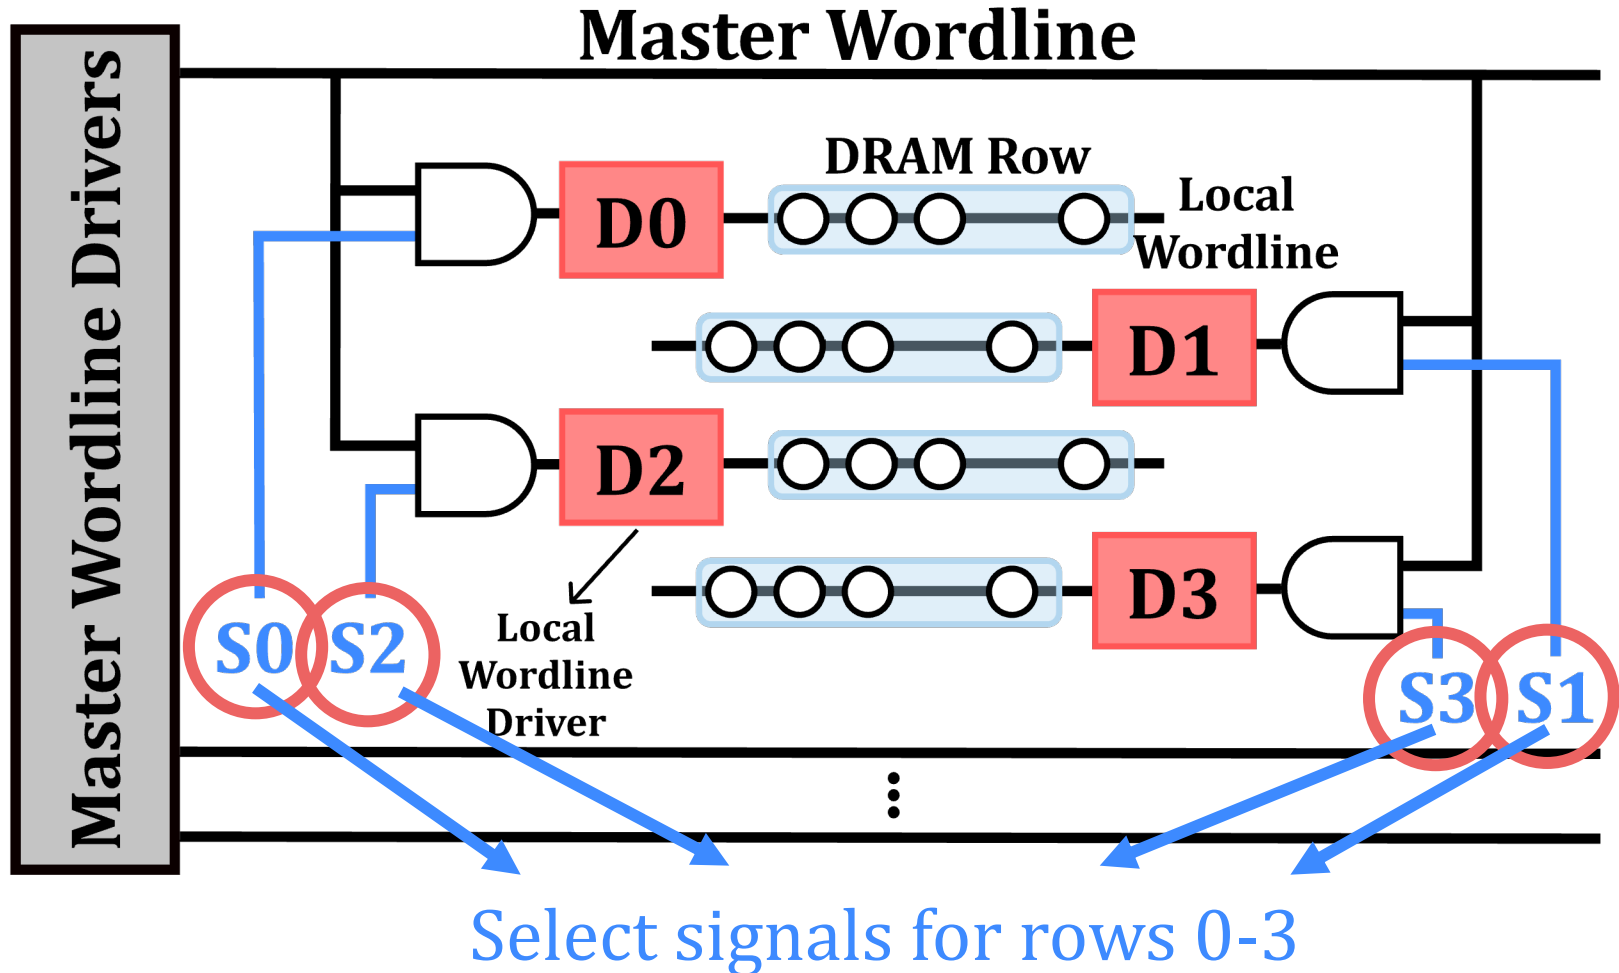 Master Wordline
Master Wordline Drivers
DRAM Row
D0
Local
Wordline
D1
D2
D3
Local
Wordline
Driver
S0
S2
S3
S1
Select signals for rows 0-3